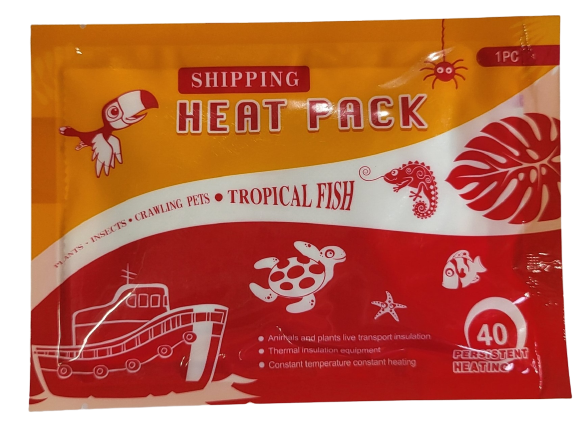 1PC
SHIPPING
HEAT PACK
PLANTS • INSECTS • CRAWLING PETS • TROPICAL FISH
• Animals and plants live transport insulation
• Thermal insulation equipment
• Constant temperature constant heating
40
PERSISTENT
HEATING